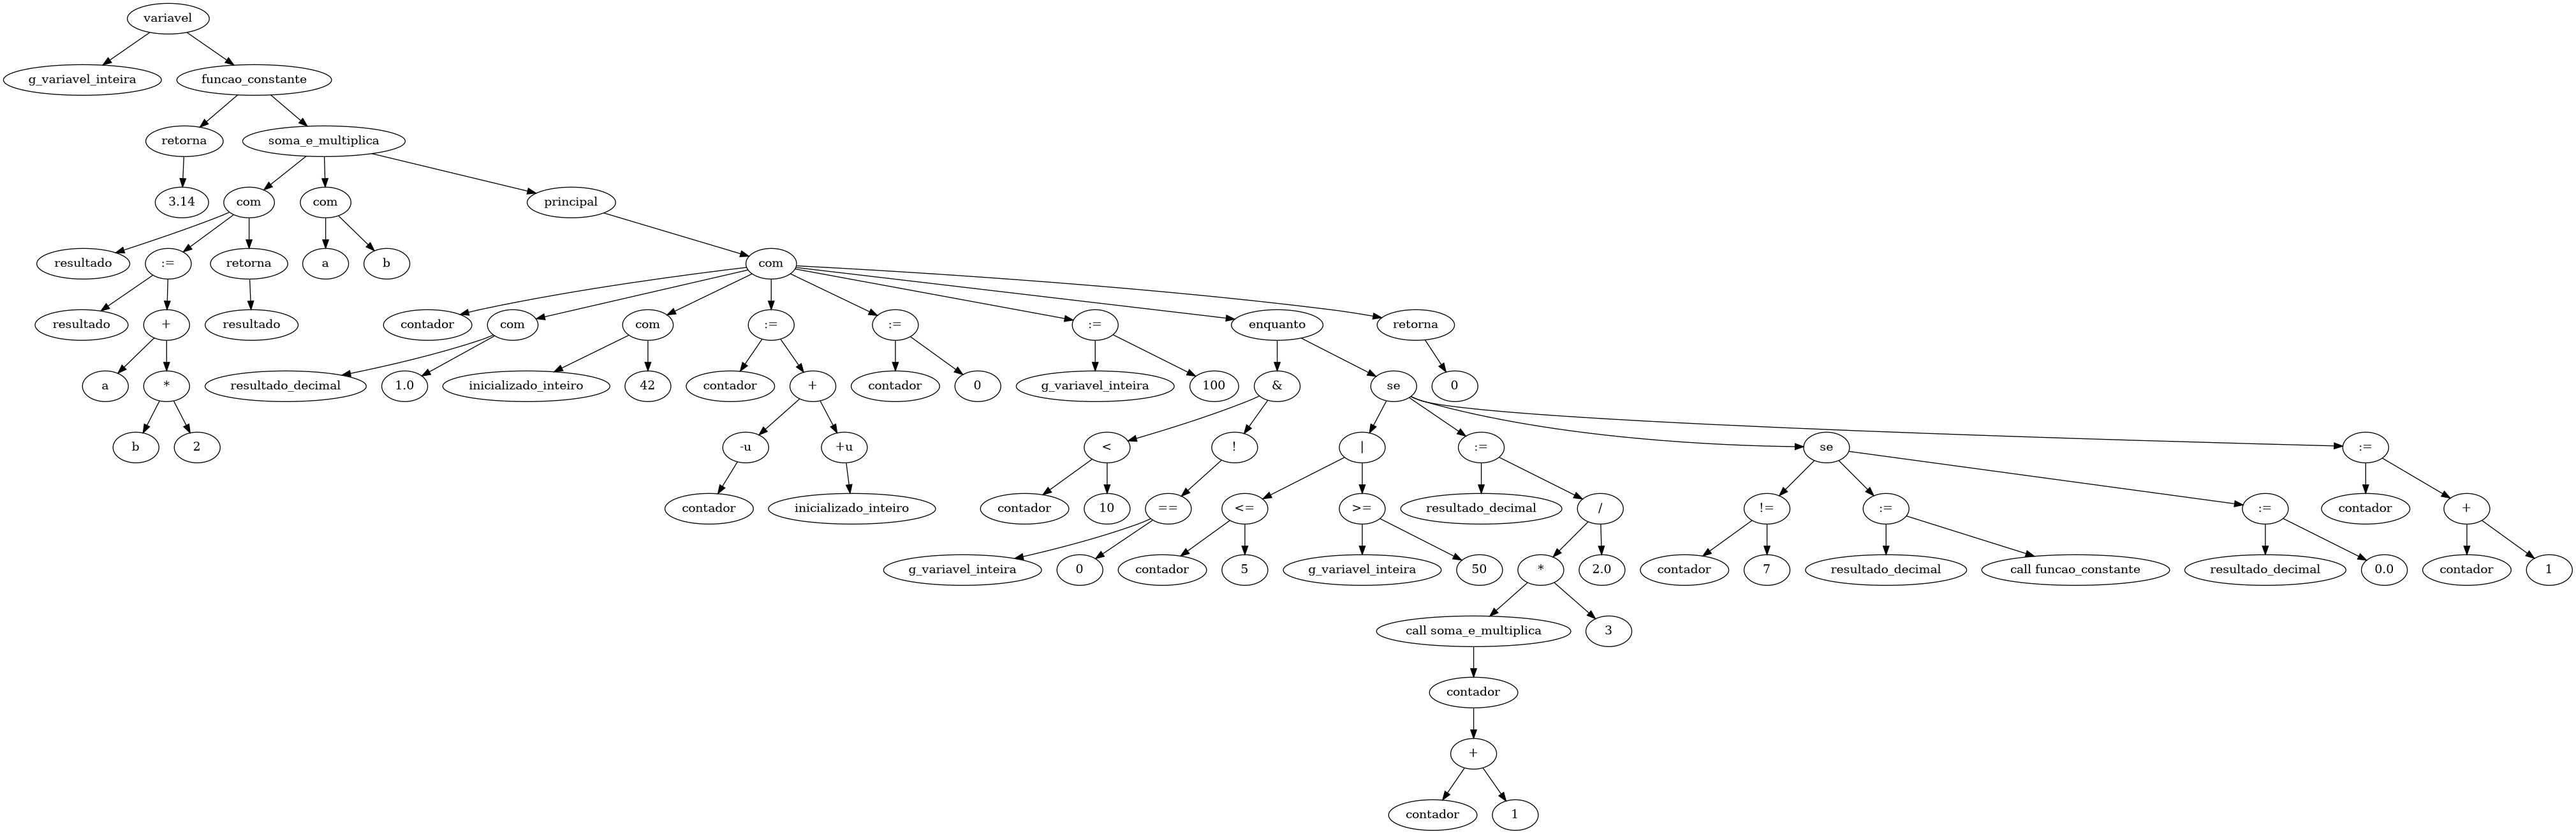 variavel
g_variavel_inteira funcao_constante
retorna soma_e_multiplica
3.14 com com principal
resultado := retorna a b com
resultado + resultado contador com com := := := enquanto retorna
a * resultado_decimal 1.0 inicializado_inteiro 42 contador + contador 0 g_variavel_inteira 100 & se 0
b 2 -u +u < ! | := se :=
contador inicializado_inteiro contador 10 == <= >= resultado_decimal / != := := contador +
g_variavel_inteira 0 contador 5 g_variavel_inteira 50 * 2.0 contador 7 resultado_decimal call funcao_constante resultado_decimal 0.0 contador 1
call soma_e_multiplica 3
contador
+
contador 1